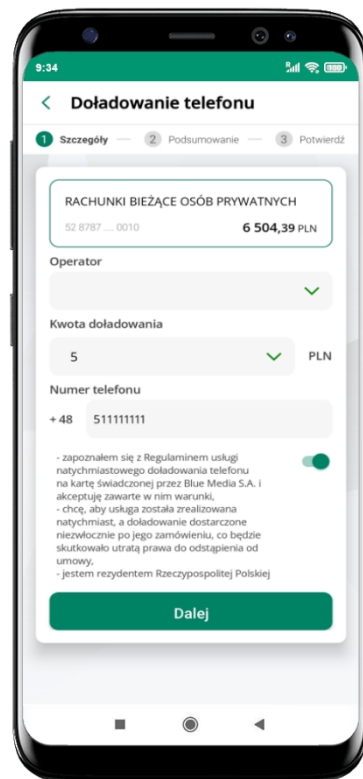 9:34
Doładowanie telefonu
1 Szczegóły 2 Podsumowanie 3 Potwierdź
RACHUNKI BIEŻĄCE OSÓB PRYWATNYCH
52 8787 .... 0010 6 504,39 PLN
Operator
Kwota doładowania
5 PLN
Numer telefonu
+ 48 511111111
- zapoznałem się z Regulaminem usługi
natychmiastowego doładowania telefonu
na kartę świadczonej przez Blue Media S.A. i
akceptuję zawarte w nim warunki,
- chcę, aby usługa została zrealizowana
natychmiast, a doładowanie dostarczone
niezwłocznie po jego zamówieniu, co będzie
skutkowało utratą prawa do odstąpienia od
umowy,
- jestem rezydentem Rzeczypospolitej Polskiej
Dalej